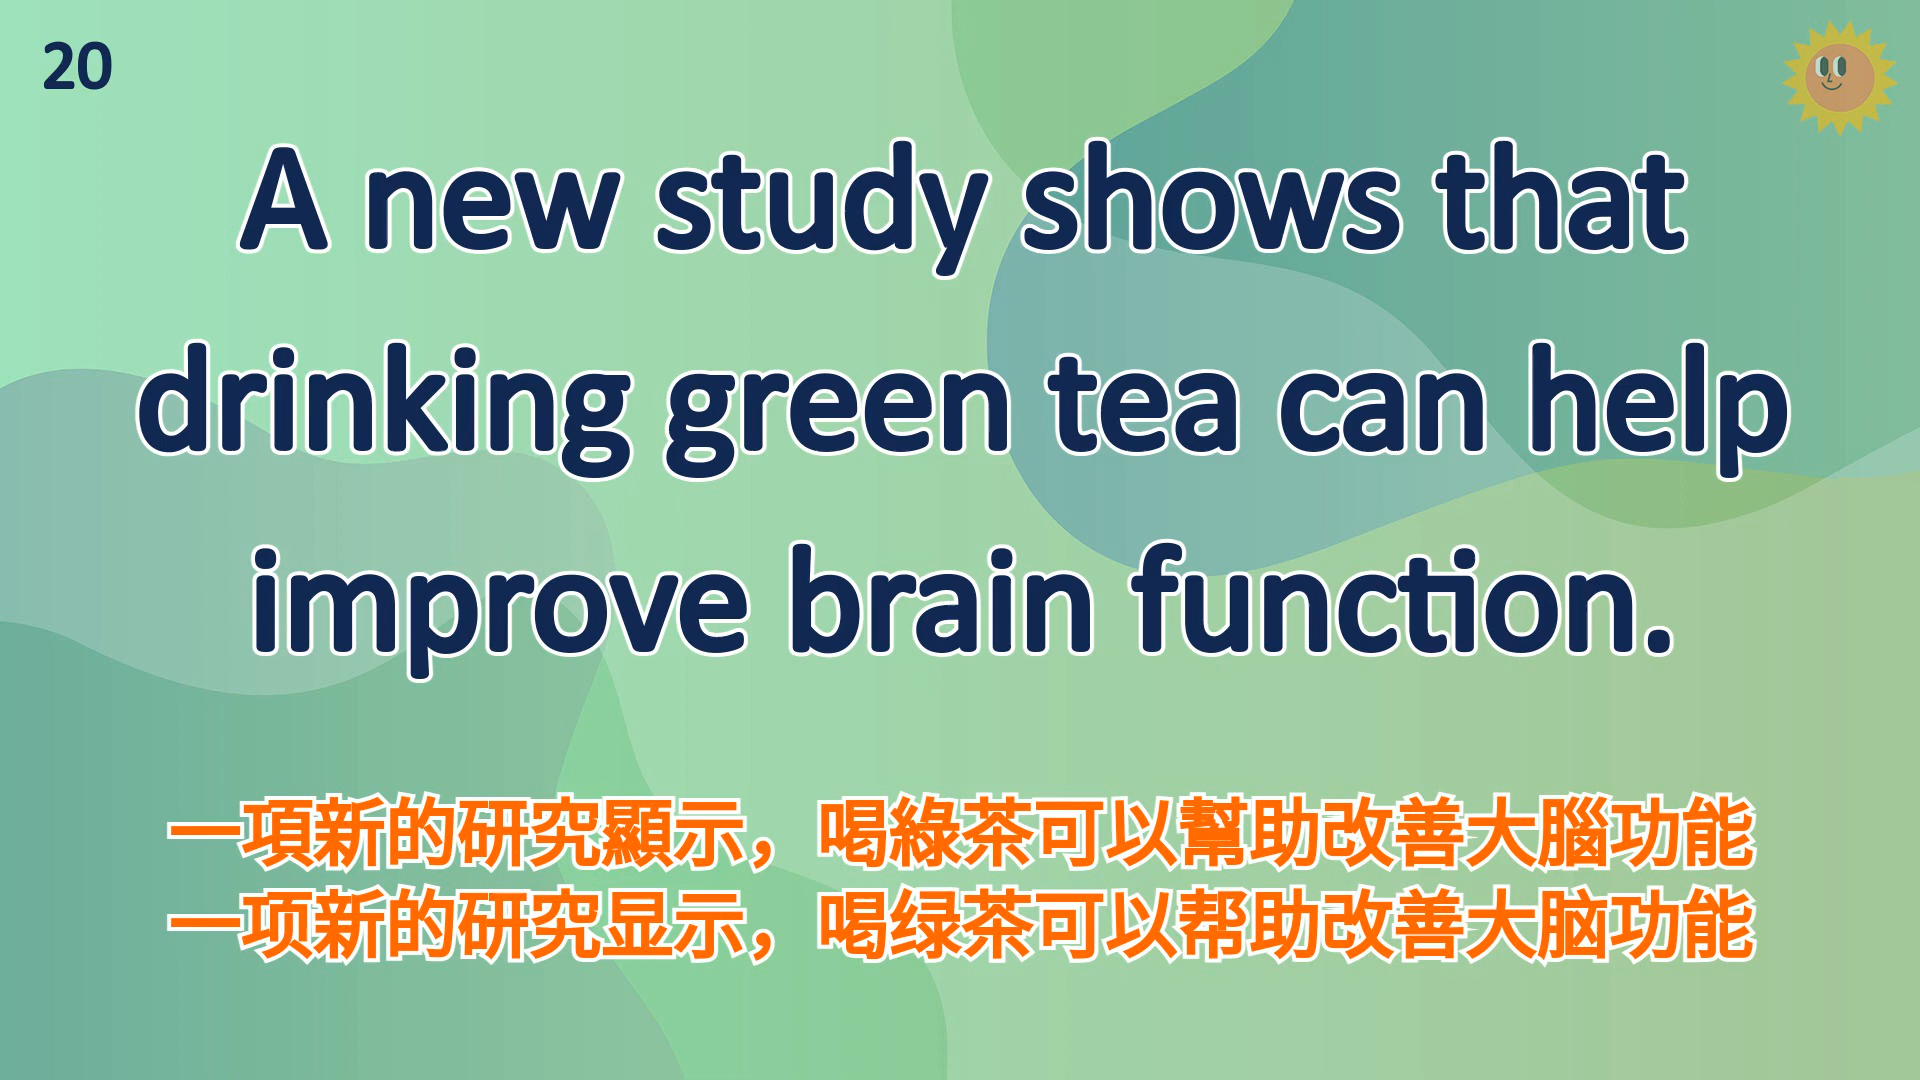 20
A new study shows that
drinking green tea can help
improve brain function.
一項新的研究顯示，喝綠茶可以幫助改善大腦功能
一项新的研究显示，喝绿茶可以帮助改善大脑功能